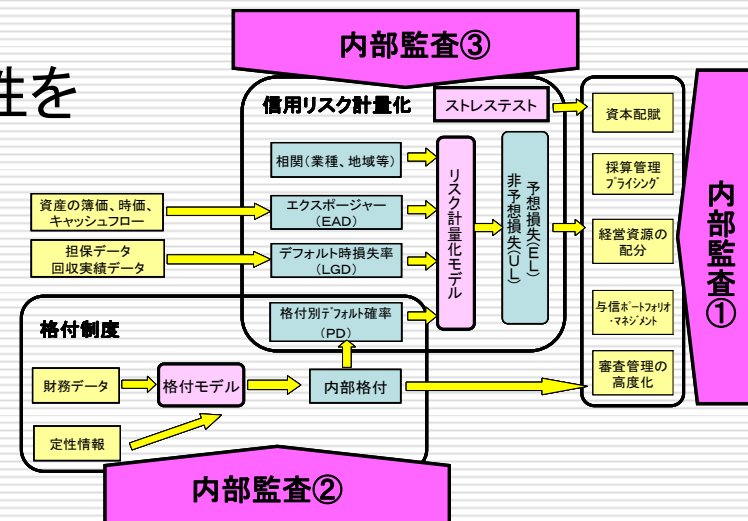 内部監査③
性を
信用リスク計量化
ストレステスト
資本配賦
相関(業種、地域等)
採算管理
プライシング
資産の簿価、時価、
キャッシュフロー
エクスポージャー
(EAD)
リスク計量化モデル
予想損失(EL)
非予想損失(UL)
経営資源の
配分
内部監査①
担保データ
回収実績データ
デフォルト時損失率
(LGD)
格付別デフォルト確率
(PD)
与信ポートフォリオ
・マネジメント
格付制度
審査管理の
高度化
財務データ
格付モデル
内部格付
定性情報
内部監査②